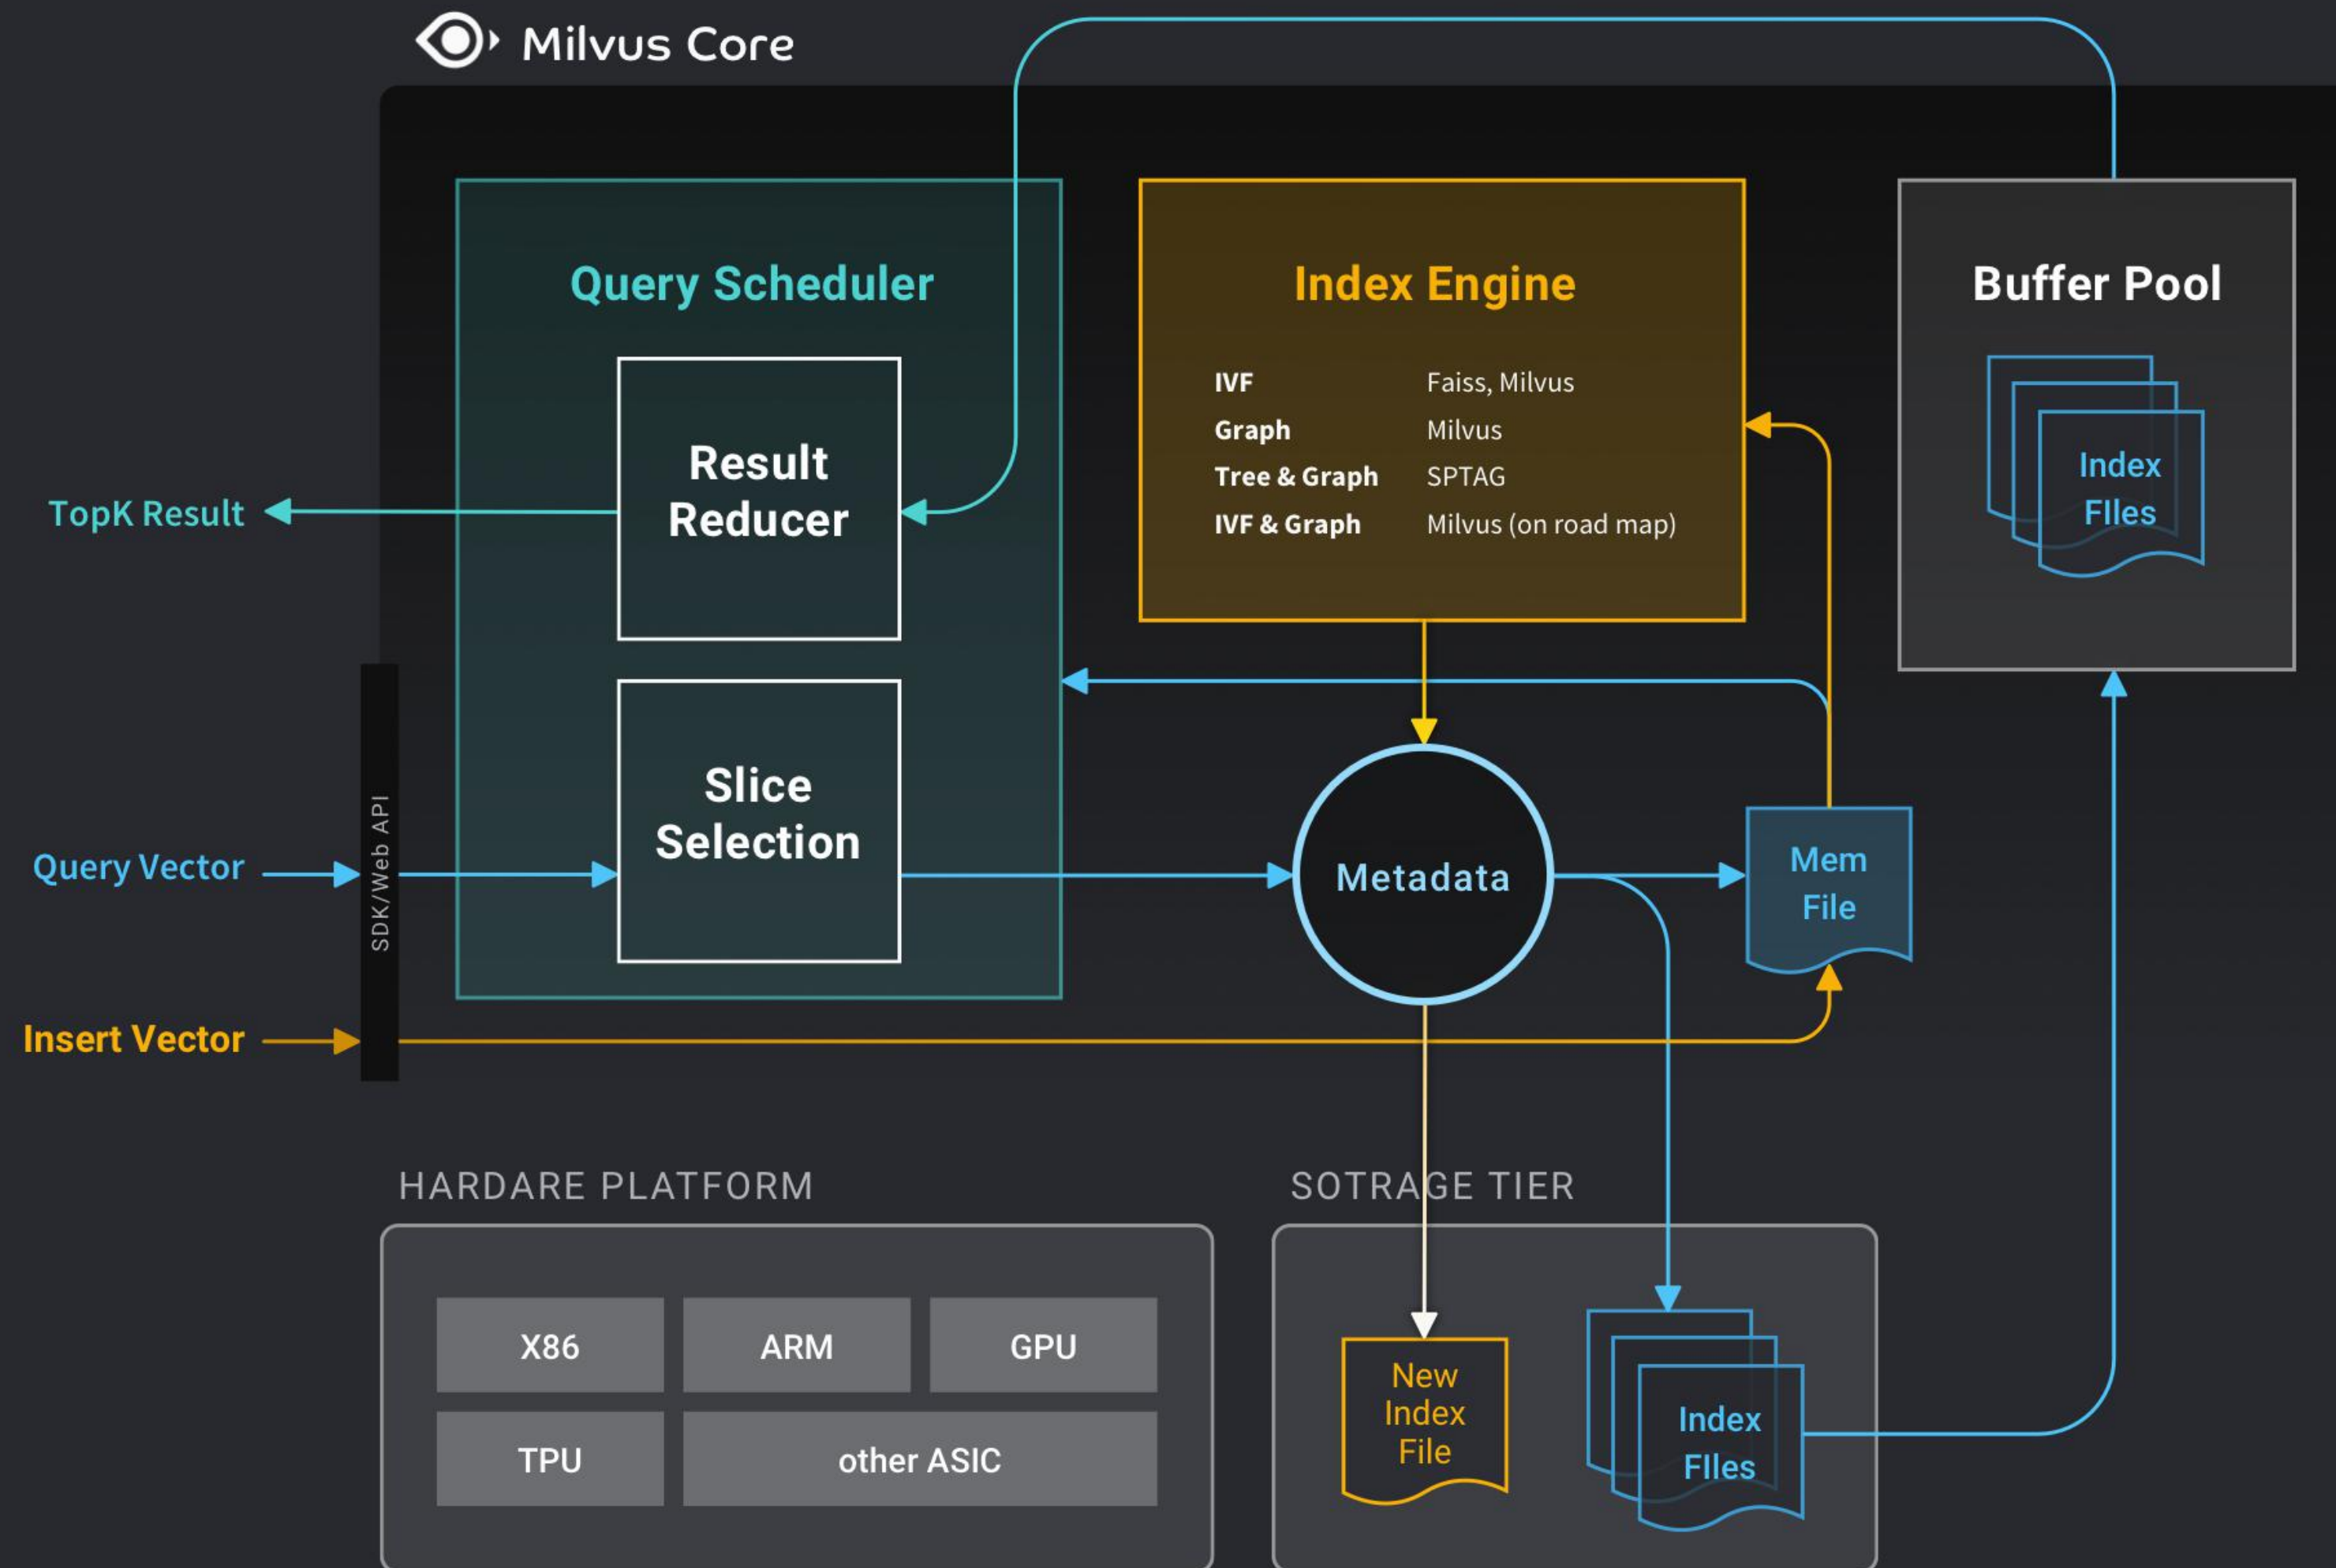 Milvus Core
Query Scheduler
Result
Reducer
Slice
Selection
Index Engine
IVF Faiss, Milvus
Graph Milvus
Tree & Graph SPTAG
IVF & Graph Milvus (on road map)
Buffer Pool
Index
FIles
TopK Result
Query Vector
Insert Vector
SDK/Web API
Metadata
Mem
File
HARDARE PLATFORM
X86
ARM
GPU
TPU
other ASIC
SOTRAGE TIER
New
Index
File
Index
FIles